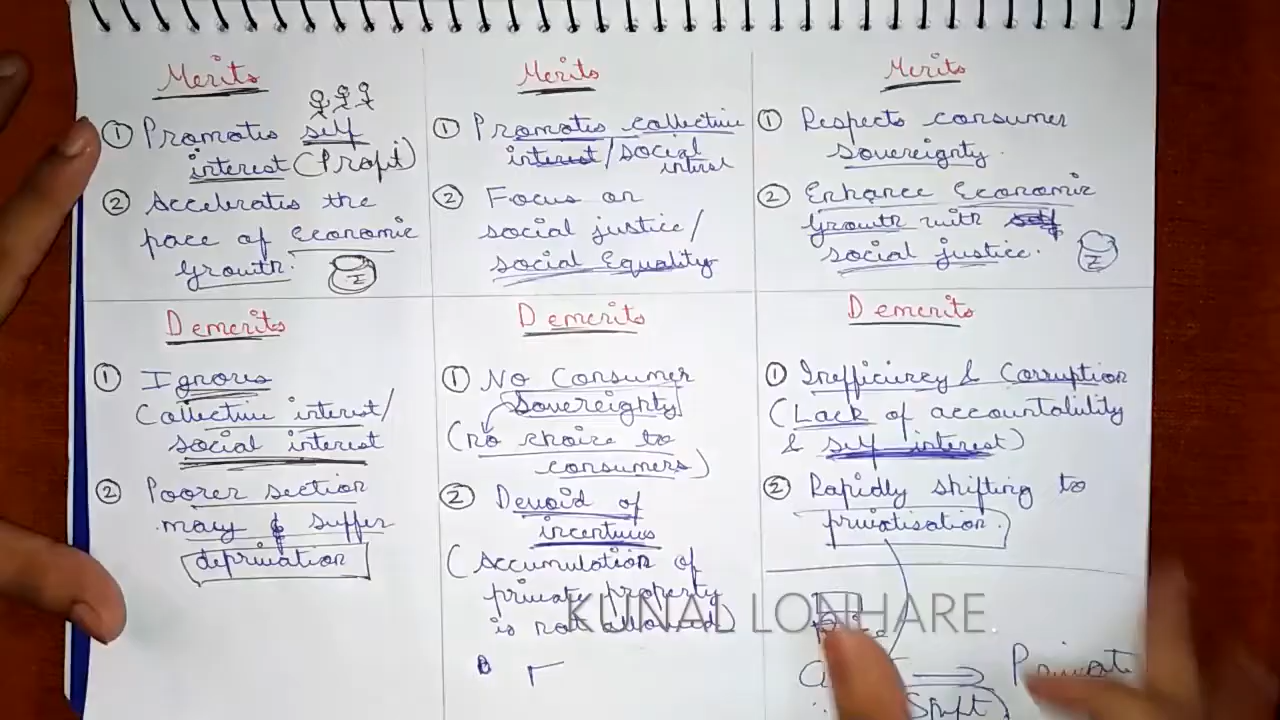 Merits
① Promotes self
interest (Profit)
② Accelerates the
pace of Economic
Growth.
Demerits
① Ignores
Collective interest/
social interest
② Poorer section
may suffer
deprivation
Merits
① Promotes collective
interest/social
interest
② Focus on
social justice/
social Equality
Demerits
① No Consumer
Sovereignty
(no choice to
consumers)
② Devoid of
incentives
(Accumulation of
private property
is not allowed)
Merits
① Respects consumer
sovereignty.
② Enhance Economic
Growth with
social justice.
Demerits
① Inefficiency & Corruption
(Lack of accountability
& self interest)
② Rapidly shifting to
privatisation.
Private
Shift)
KUNAL LONHARE.